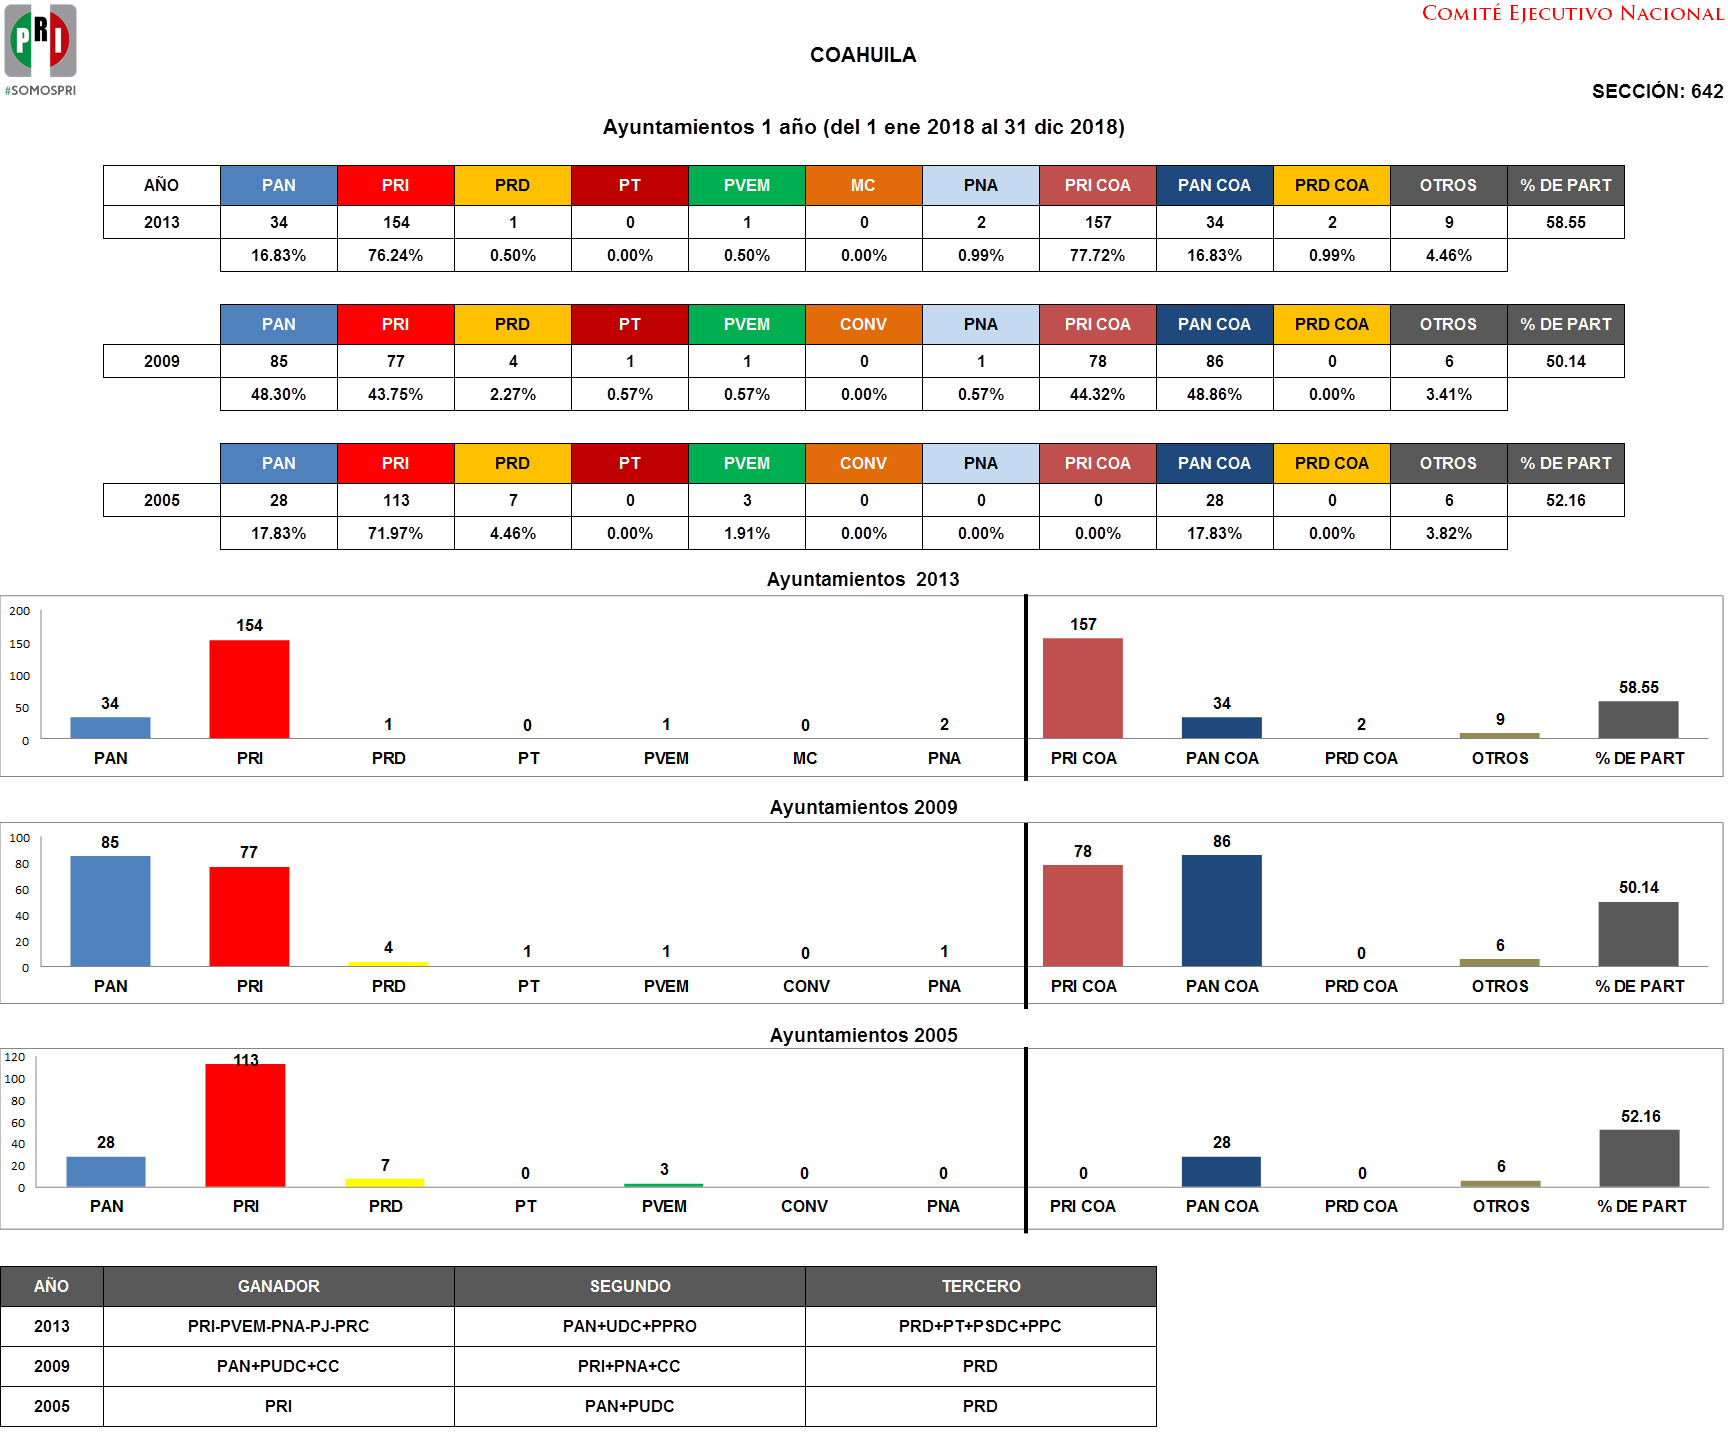 PRI
#SOMOSPRI
COMITÉ EJECUTIVO NACIONAL
COAHUILA
SECCIÓN: 642
Ayuntamientos 1 año (del 1 ene 2018 al 31 dic 2018)
AÑO PAN PRI PRD PT PVEM MC PNA PRI COA PAN COA PRD COA OTROS % DE PART
2013 34 154 1 0 1 0 2 157 34 2 9 58.55
16.83% 76.24% 0.50% 0.00% 0.50% 0.00% 0.99% 77.72% 16.83% 0.99% 4.46%
PAN PRI PRD PT PVEM CONV PNA PRI COA PAN COA PRD COA OTROS % DE PART
2009 85 77 4 1 1 0 1 78 86 0 6 50.14
48.30% 43.75% 2.27% 0.57% 0.57% 0.00% 0.57% 44.32% 48.86% 0.00% 3.41%
PAN PRI PRD PT PVEM CONV PNA PRI COA PAN COA PRD COA OTROS % DE PART
2005 28 113 7 0 3 0 0 0 28 0 6 52.16
17.83% 71.97% 4.46% 0.00% 1.91% 0.00% 0.00% 0.00% 17.83% 0.00% 3.82%
Ayuntamientos 2013
200
150
100
50
0
34 154 1 0 1 0 2 157 34 2 9 58.55
PAN PRI PRD PT PVEM MC PNA PRI COA PAN COA PRD COA OTROS % DE PART
Ayuntamientos 2009
100
80
60
40
20
0
85 77 4 1 1 0 1 78 86 0 6 50.14
PAN PRI PRD PT PVEM CONV PNA PRI COA PAN COA PRD COA OTROS % DE PART
Ayuntamientos 2005
120
100
80
60
40
20
0
28 113 7 0 3 0 0 0 28 0 6 52.16
PAN PRI PRD PT PVEM CONV PNA PRI COA PAN COA PRD COA OTROS % DE PART
AÑO GANADOR SEGUNDO TERCERO
2013 PRI-PVEM-PNA-PJ-PRC PAN+UDC+PPRO PRD+PT+PSDC+PPC
2009 PAN+PUDC+CC PRI+PNA+CC PRD
2005 PRI PAN+PUDC PRD